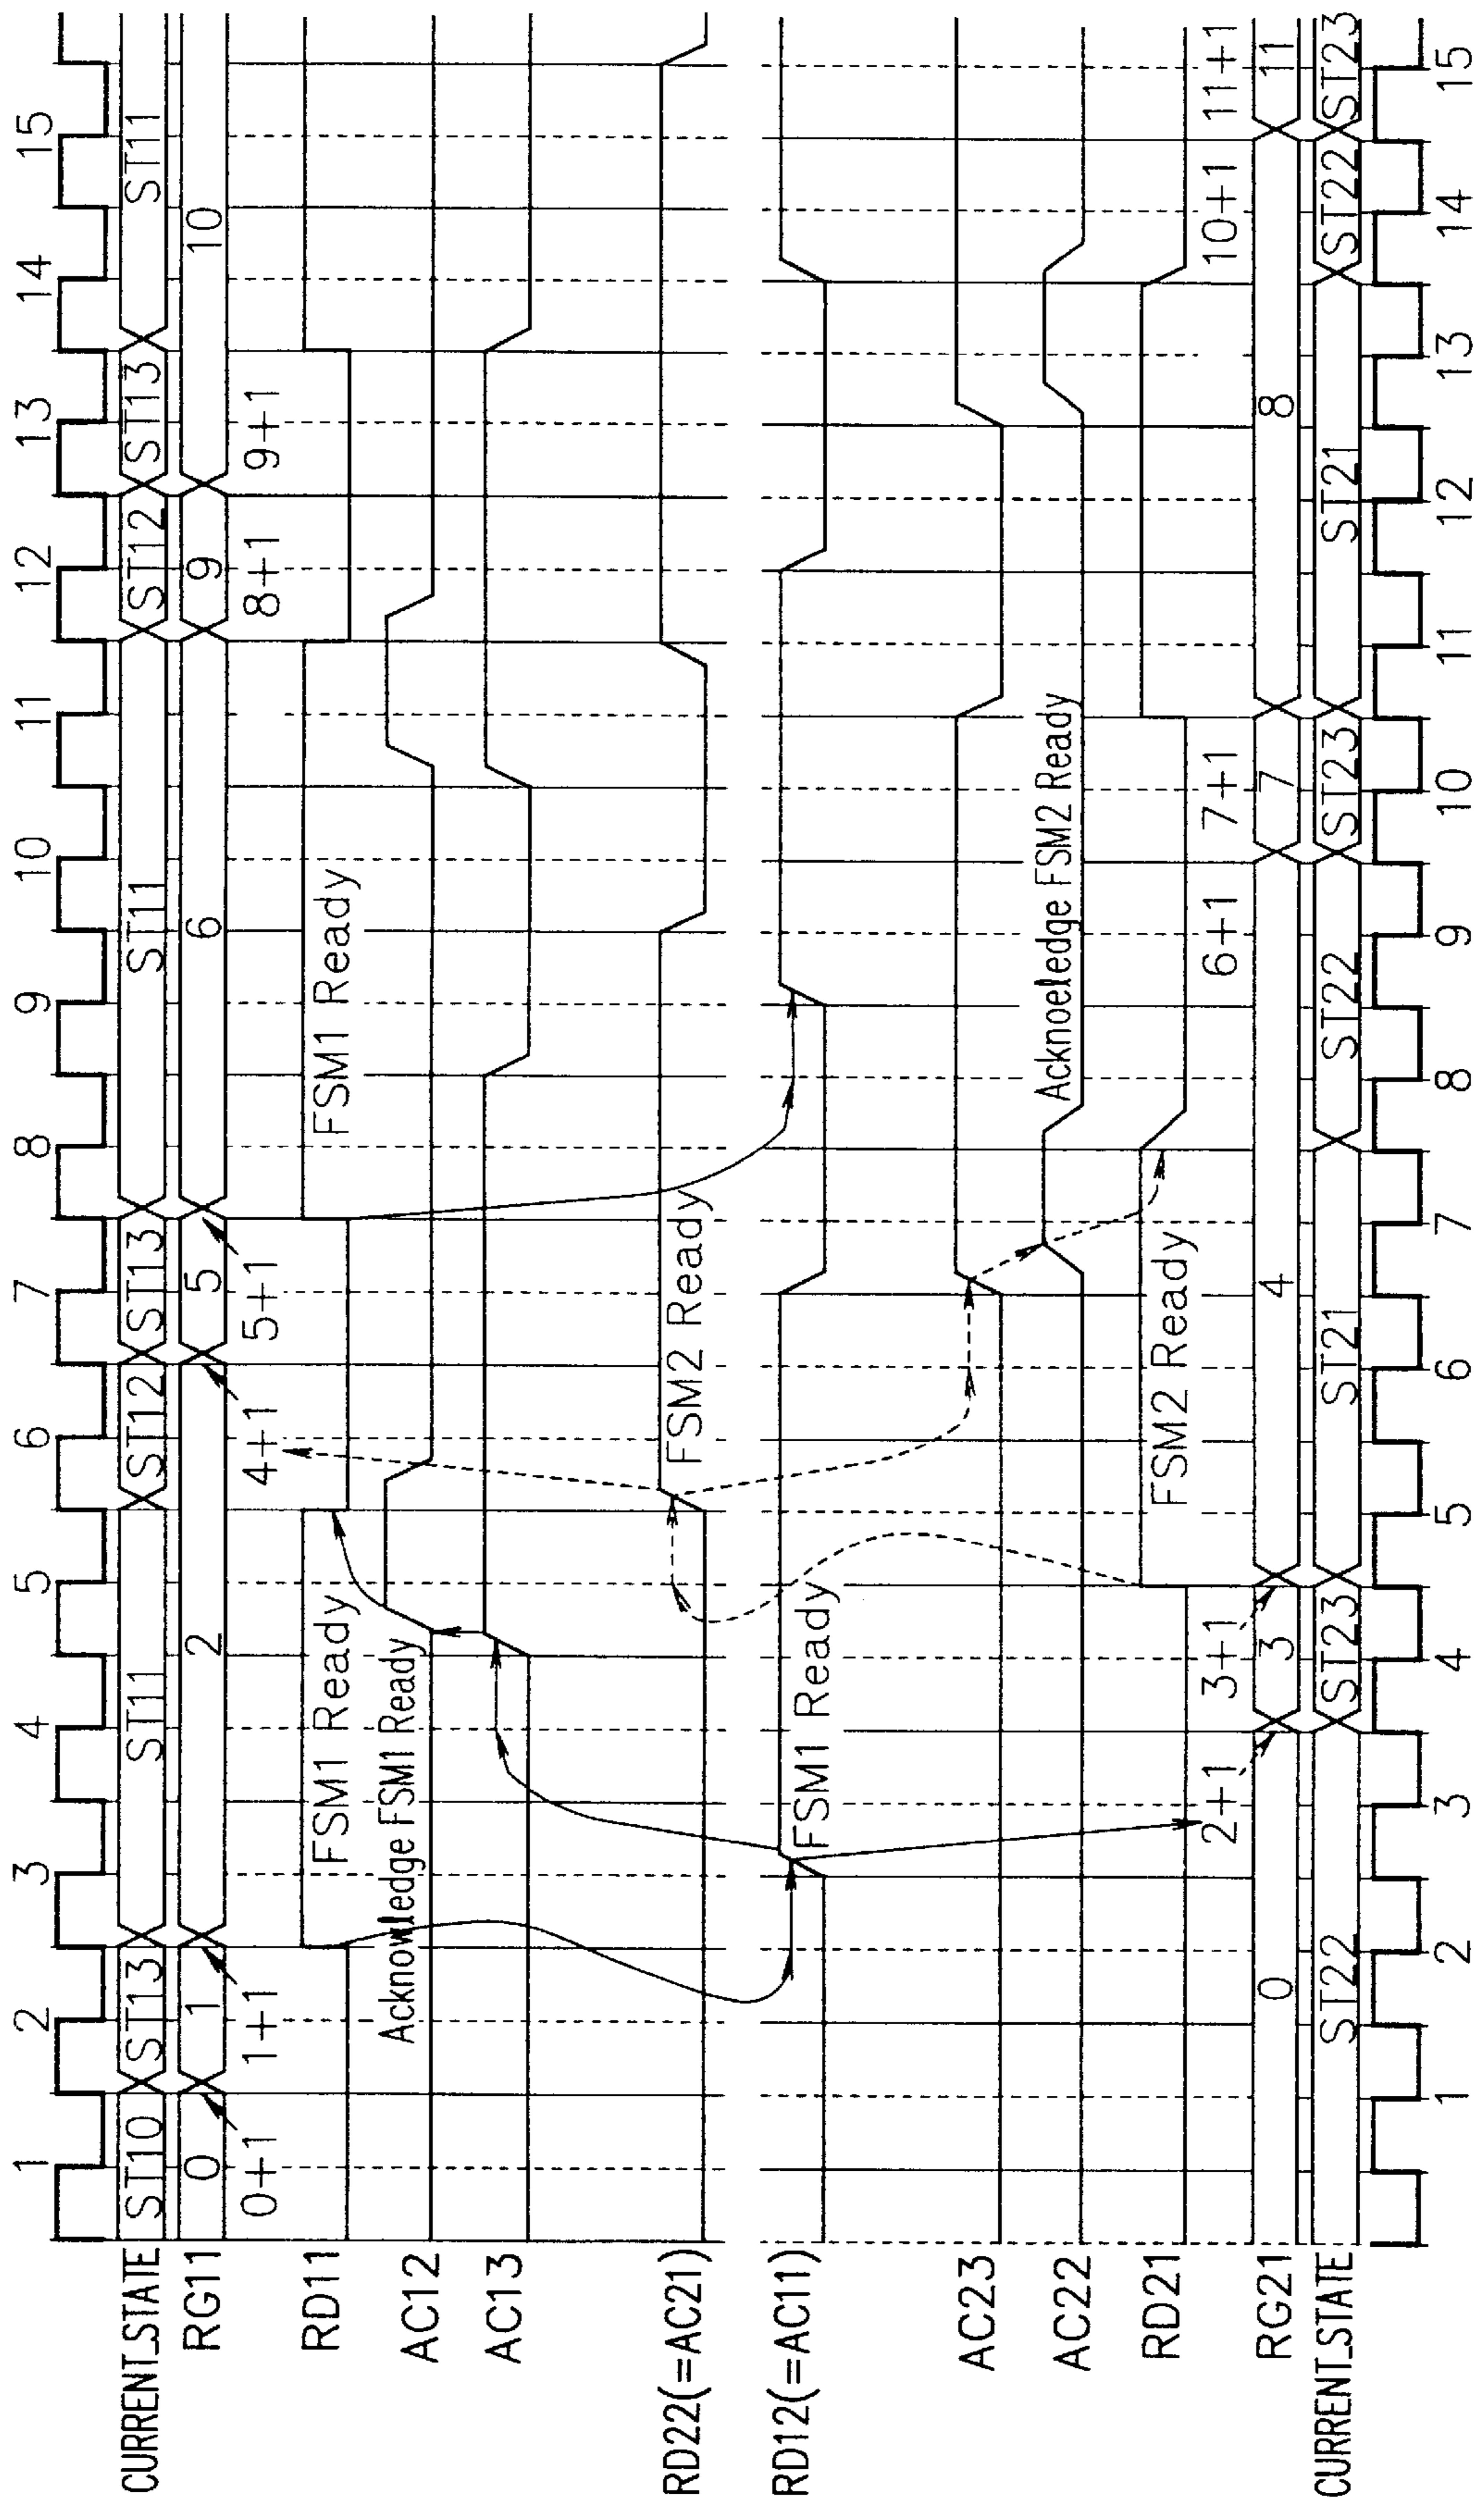 1 2 3 4 5 6 7 8 9 10 11 12 13 14 15
CURRENT_STATE ST10 ST13 ST11 ST12 ST13 ST11 ST12 ST13 ST11
RG11 0 1 2 5 6 9 10
0+1 1+1 4+1 5+1 8+1 9+1
RD11 FSM1 Ready FSM1 Ready
Acknowledge FSM1 Ready
AC12
AC13
RD22(=AC21) FSM2 Ready
RD12(=AC11) FSM1 Ready
AC23
Acknoeledge FSM2 Ready
AC22
RD21 FSM2 Ready
2+1 3+1 6+1 7+1 10+1 11+1
RG21 0 3 4 7 8 11
CURRENT_STATE ST22 ST23 ST21 ST22 ST23 ST21 ST22 ST23
1 2 3 4 5 6 7 8 9 10 11 12 13 14 15